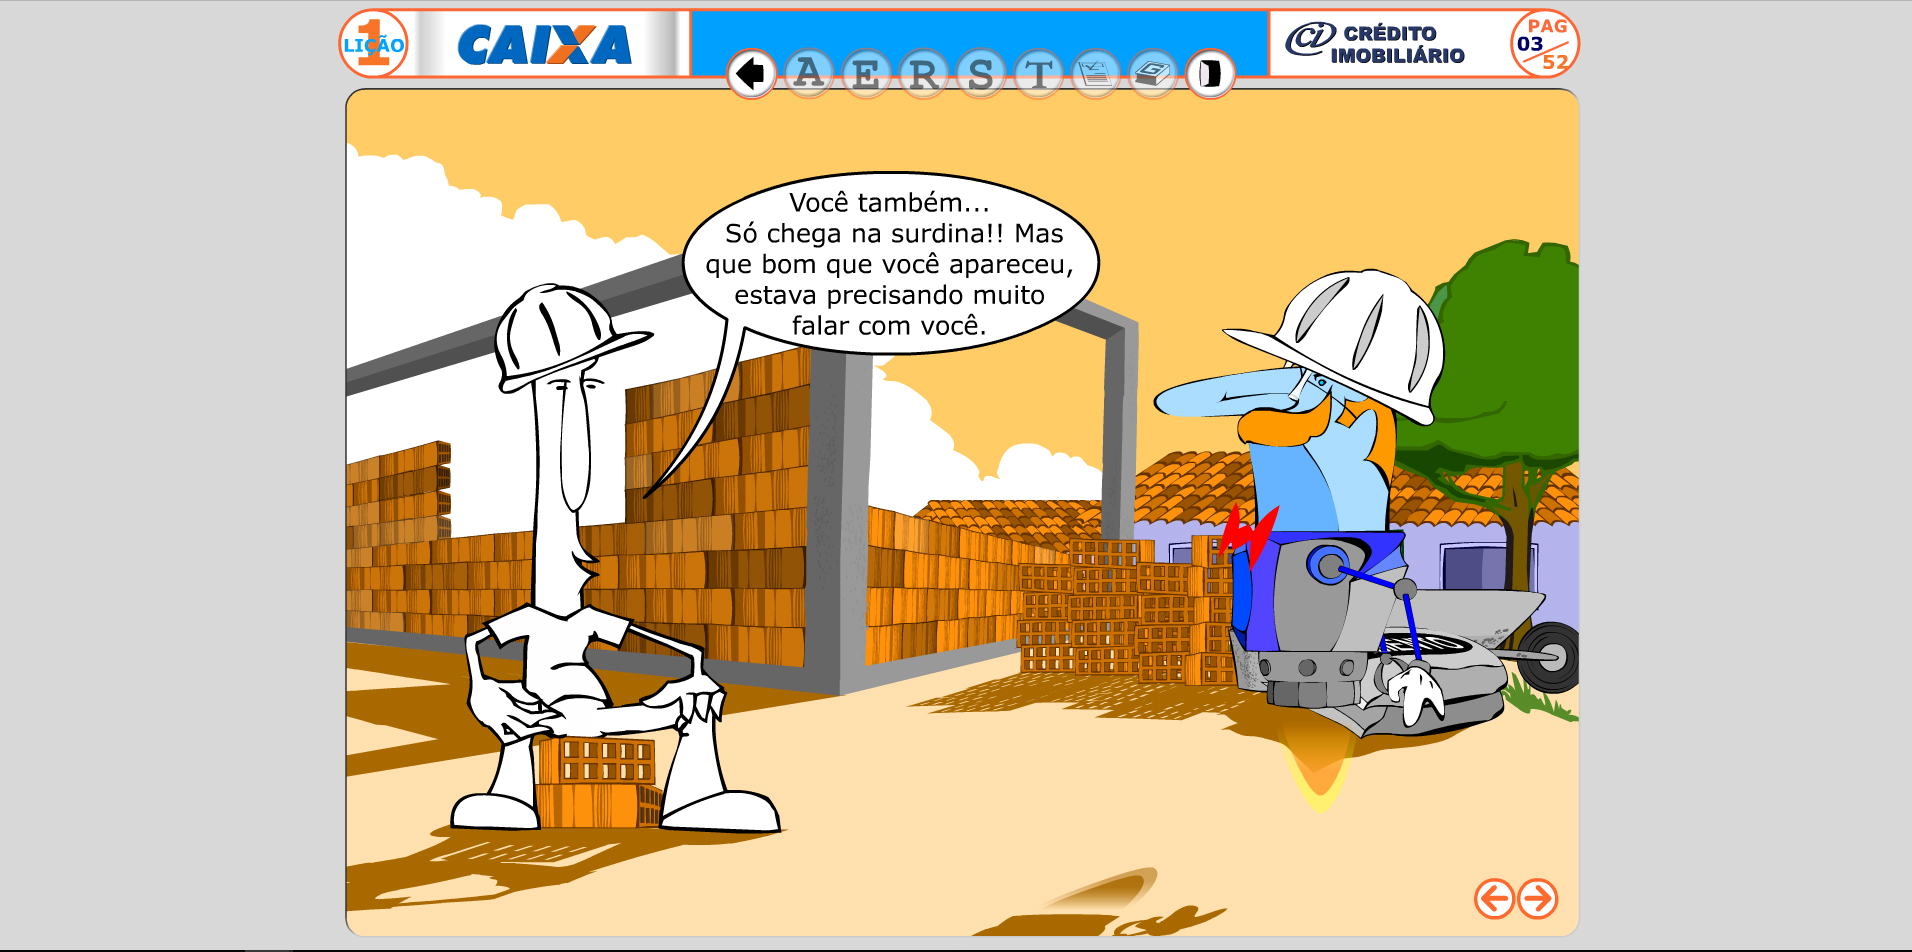 1
LIÇÃO
CAIXA
A E R S T
CRÉDITO
IMOBILIÁRIO
PAG
03
52
Você também...
Só chega na surdina!! Mas
que bom que você apareceu,
estava precisando muito
falar com você.